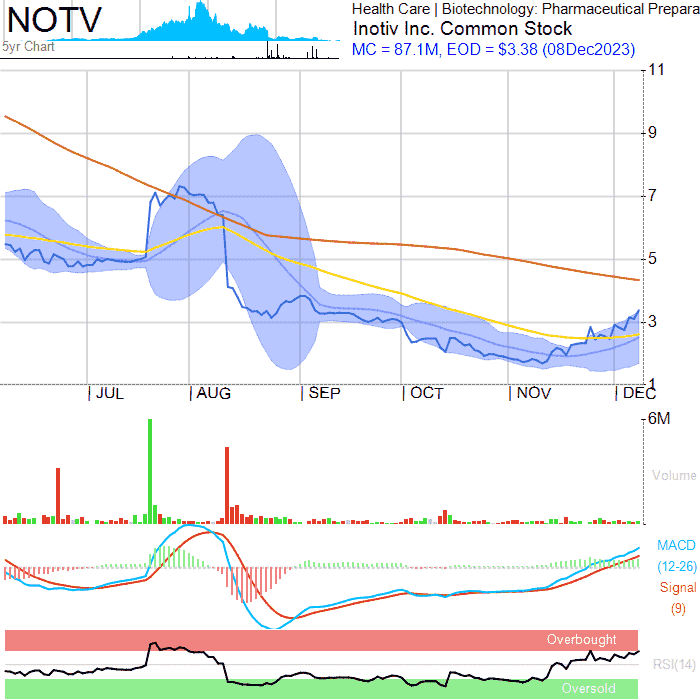 NOTV
5yr Chart
Health Care | Biotechnology: Pharmaceutical Prepara
Inotiv Inc. Common Stock
MC = 87.1M, EOD = $3.38 (08Dec2023)
11
9
7
5
3
1
JUL AUG SEP OCT NOV DEC
6M
Volume
MACD
(12-26)
Signal
(9)
Overbought
RSI(14)
Oversold